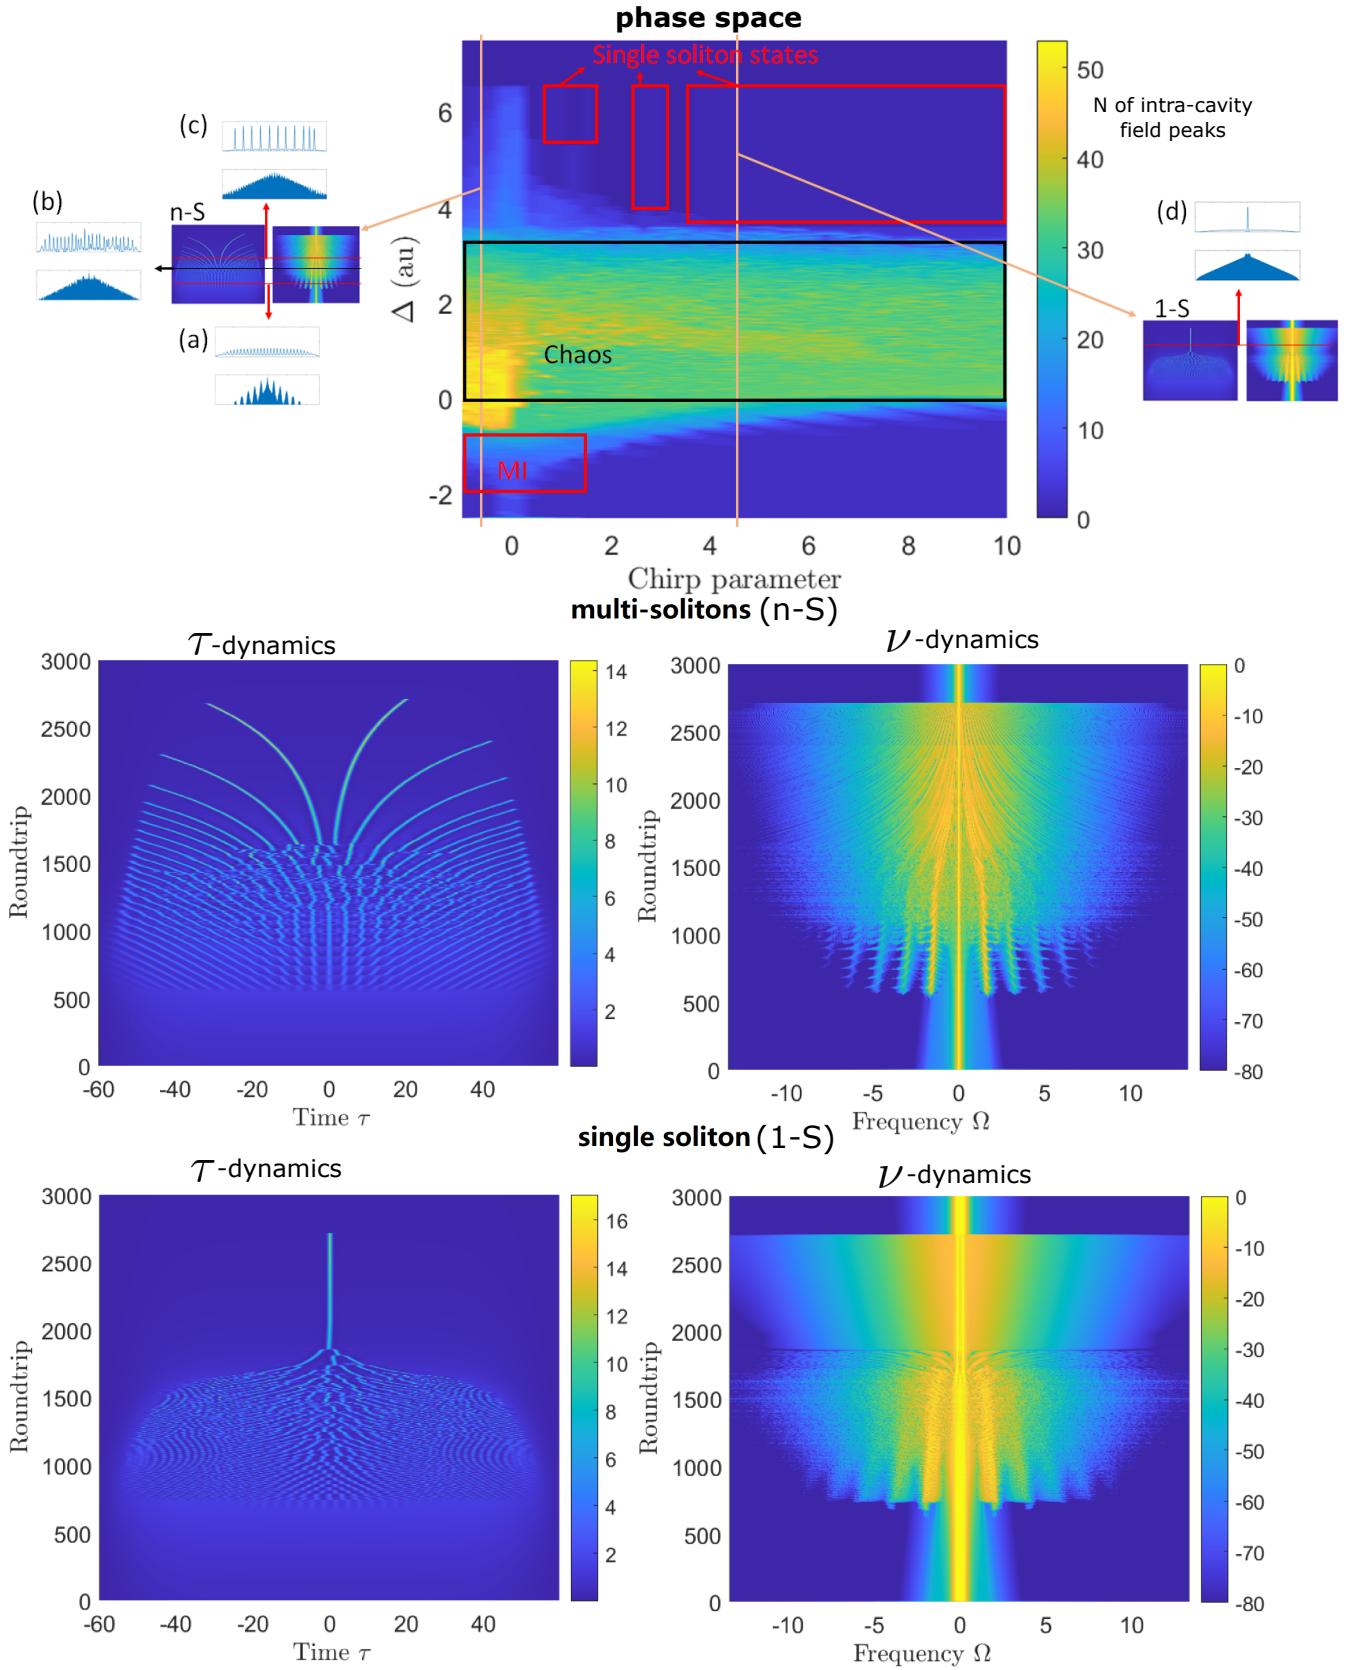 phase space
Single soliton states
50
6
N of intra-cavity
field peaks
(c)
40
(b)
n-S
4
(d)
30
Δ (au)
2
20
1-S
(a)
Chaos
0
10
MI
-2
0
0 2 4 6 8 10
Chirp parameter
multi-solitons (n-S)
τ-dynamics
ν-dynamics
3000
2500
2000
1500
1000
500
0
Roundtrip
-60 -40 -20 0 20 40
Time τ
14
12
10
8
6
4
2
3000
2500
2000
1500
1000
500
0
Roundtrip
-10 -5 0 5 10
Frequency Ω
0
-10
-20
-30
-40
-50
-60
-70
-80
single soliton (1-S)
τ-dynamics
ν-dynamics
3000
2500
2000
1500
1000
500
0
Roundtrip
-60 -40 -20 0 20 40
Time τ
16
14
12
10
8
6
4
2
3000
2500
2000
1500
1000
500
0
Roundtrip
-10 -5 0 5 10
Frequency Ω
0
-10
-20
-30
-40
-50
-60
-70
-80